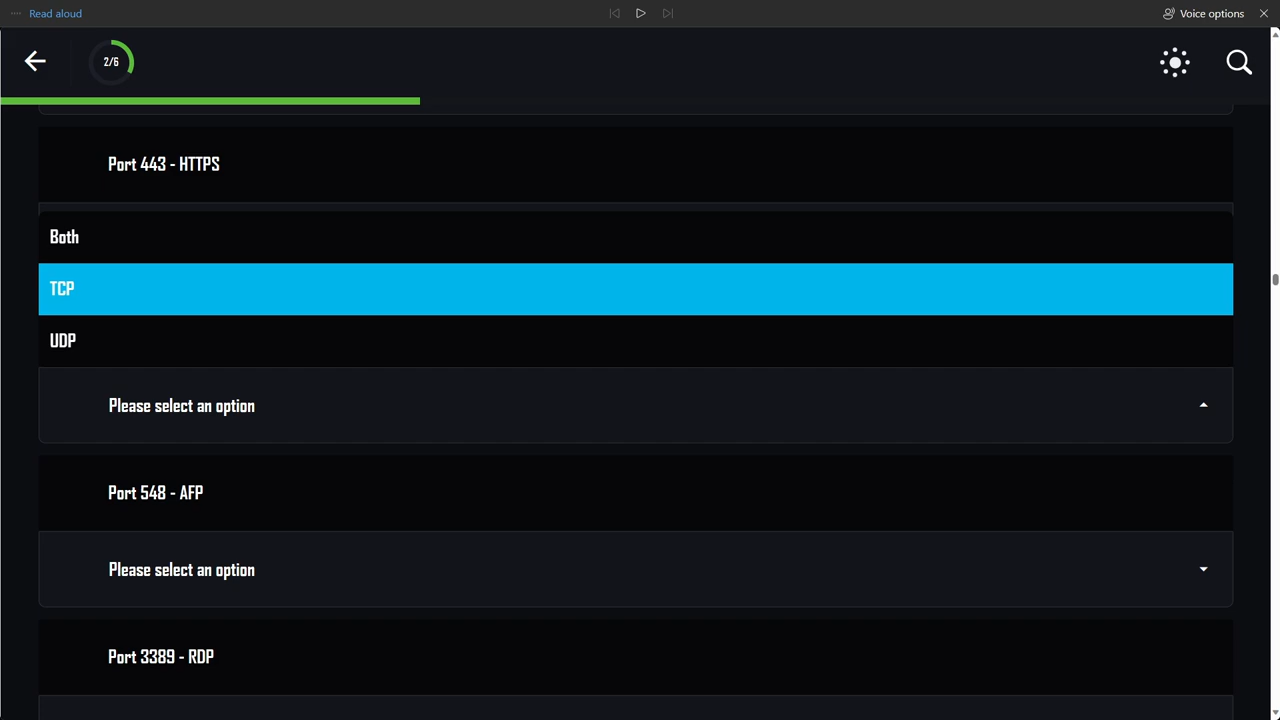 Read aloud
Voice options
2/6
Port 443 - HTTPS
Both
TCP
UDP
Please select an option
Port 548 - AFP
Please select an option
Port 3389 - RDP